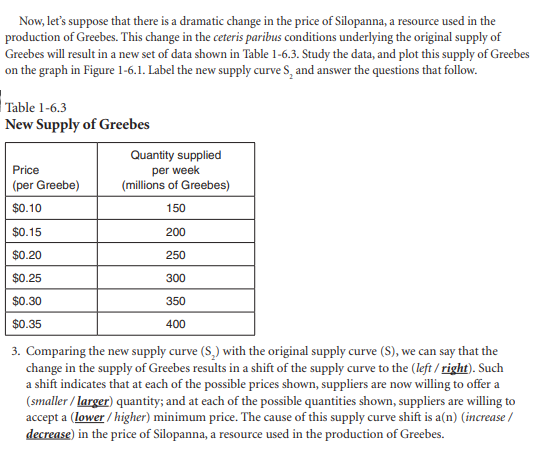 Now, let's suppose that there is a dramatic change in the price of Silopanna, a resource used in the
production of Greebes. This change in the ceteris paribus conditions underlying the original supply of
Greebes will result in a new set of data shown in Table 1-6.3. Study the data, and plot this supply of Greebes
on the graph in Figure 1-6.1. Label the new supply curve S₂ and answer the questions that follow.
Table 1-6.3
New Supply of Greebes
Price
(per Greebe)
Quantity supplied
per week
(millions of Greebes)
$0.10 150
$0.15 200
$0.20 250
$0.25 300
$0.30 350
$0.35 400
3. Comparing the new supply curve (S₂) with the original supply curve (S), we can say that the
change in the supply of Greebes results in a shift of the supply curve to the (left / right). Such
a shift indicates that at each of the possible prices shown, suppliers are now willing to offer a
(smaller / larger) quantity; and at each of the possible quantities shown, suppliers are willing to
accept a (lower / higher) minimum price. The cause of this supply curve shift is a(n) (increase /
decrease) in the price of Silopanna, a resource used in the production of Greebes.